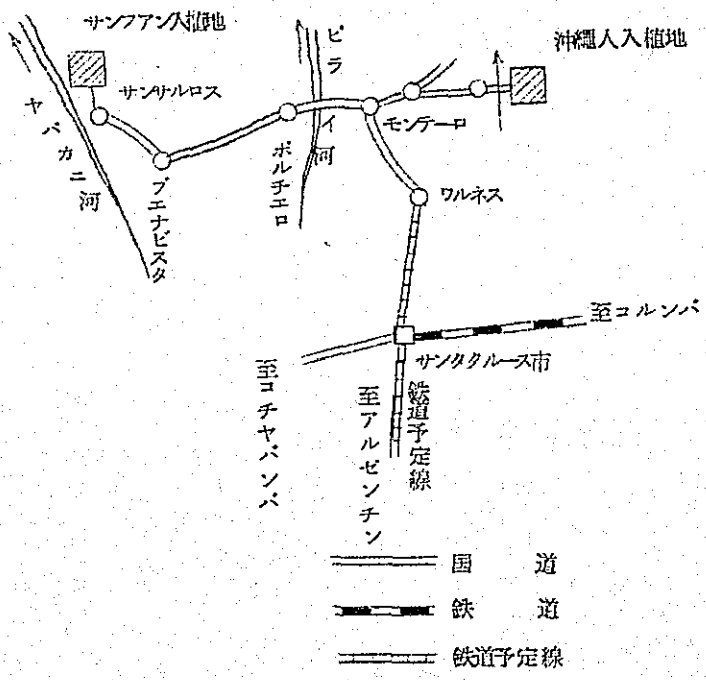 サンフアン入植地
ピライ河
沖縄人入植地
サンサルロス
ヤパカニ河
モンテーロ
ポルチエロ
ブエナビスタ
ワルネス
至コルンバ
サンタクルース市
至コチヤバンバ
至アルゼンチン
鉄道予定線
国道
鉄道
鉄道予定線